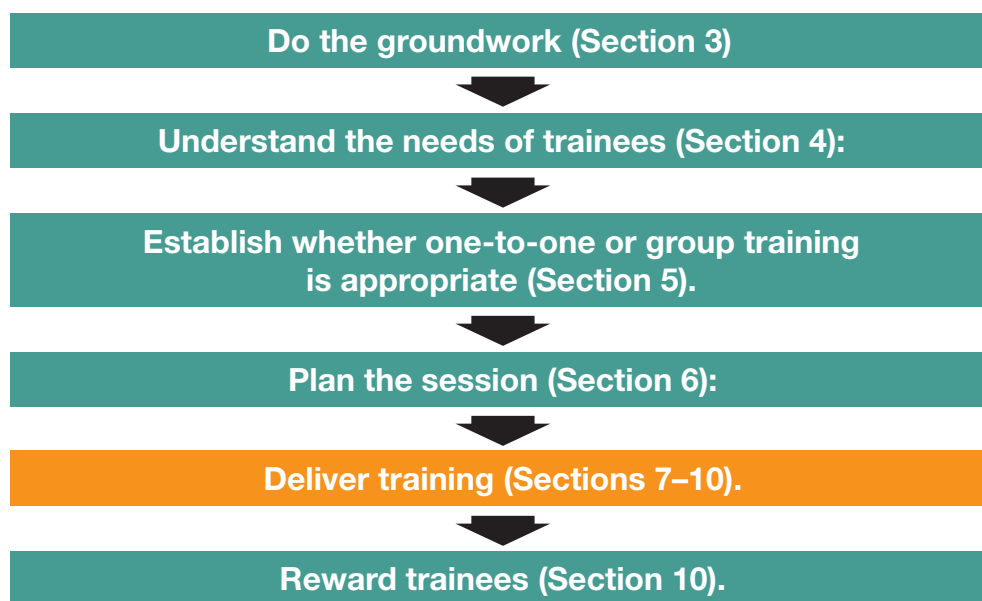 Do the groundwork (Section 3)
Understand the needs of trainees (Section 4):
Establish whether one-to-one or group training
is appropriate (Section 5).
Plan the session (Section 6):
Deliver training (Sections 7–10).
Reward trainees (Section 10).